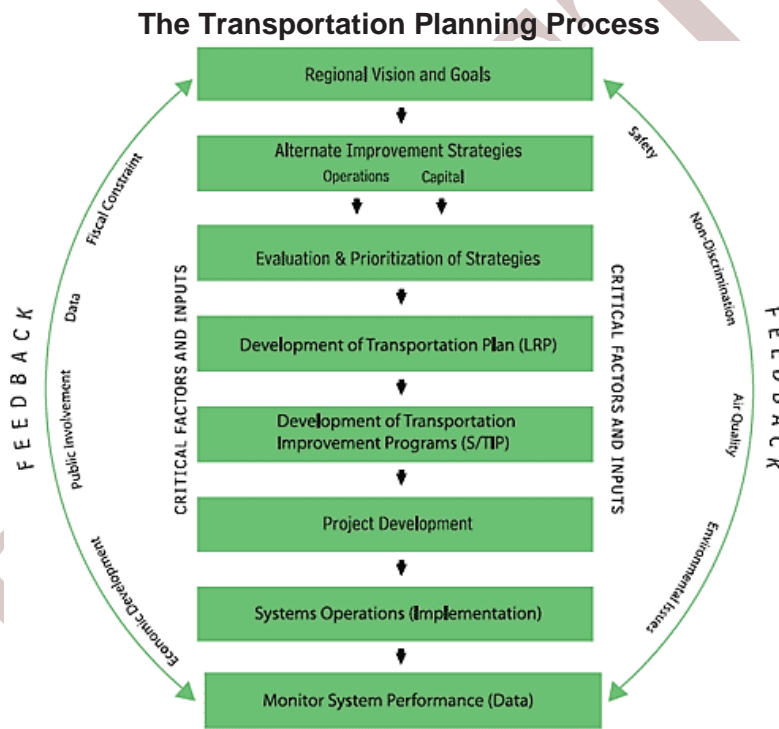 The Transportation Planning Process
Regional Vision and Goals
Alternate Improvement Strategies
Operations Capital
Evaluation & Prioritization of Strategies
Development of Transportation Plan (LRP)
Development of Transportation
Improvement Programs (S/TIP)
Project Development
Systems Operations (Implementation)
Monitor System Performance (Data)
FEEDBACK
Fiscal Constraint
Data
Public Involvement
Economic Development
CRITICAL FACTORS AND INPUTS
CRITICAL FACTORS AND INPUTS
Safety
Non-Discrimination
Air Quality
Environmental Issues
FEEDBACK